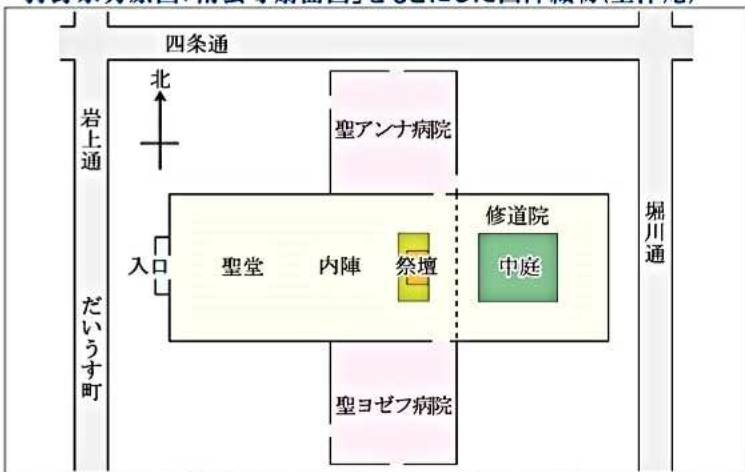 四条通
北
岩上通
聖アンナ病院
堀川通
修道院
入口
聖堂
内陣
祭壇
中庭
だいうす町
聖ヨゼフ病院